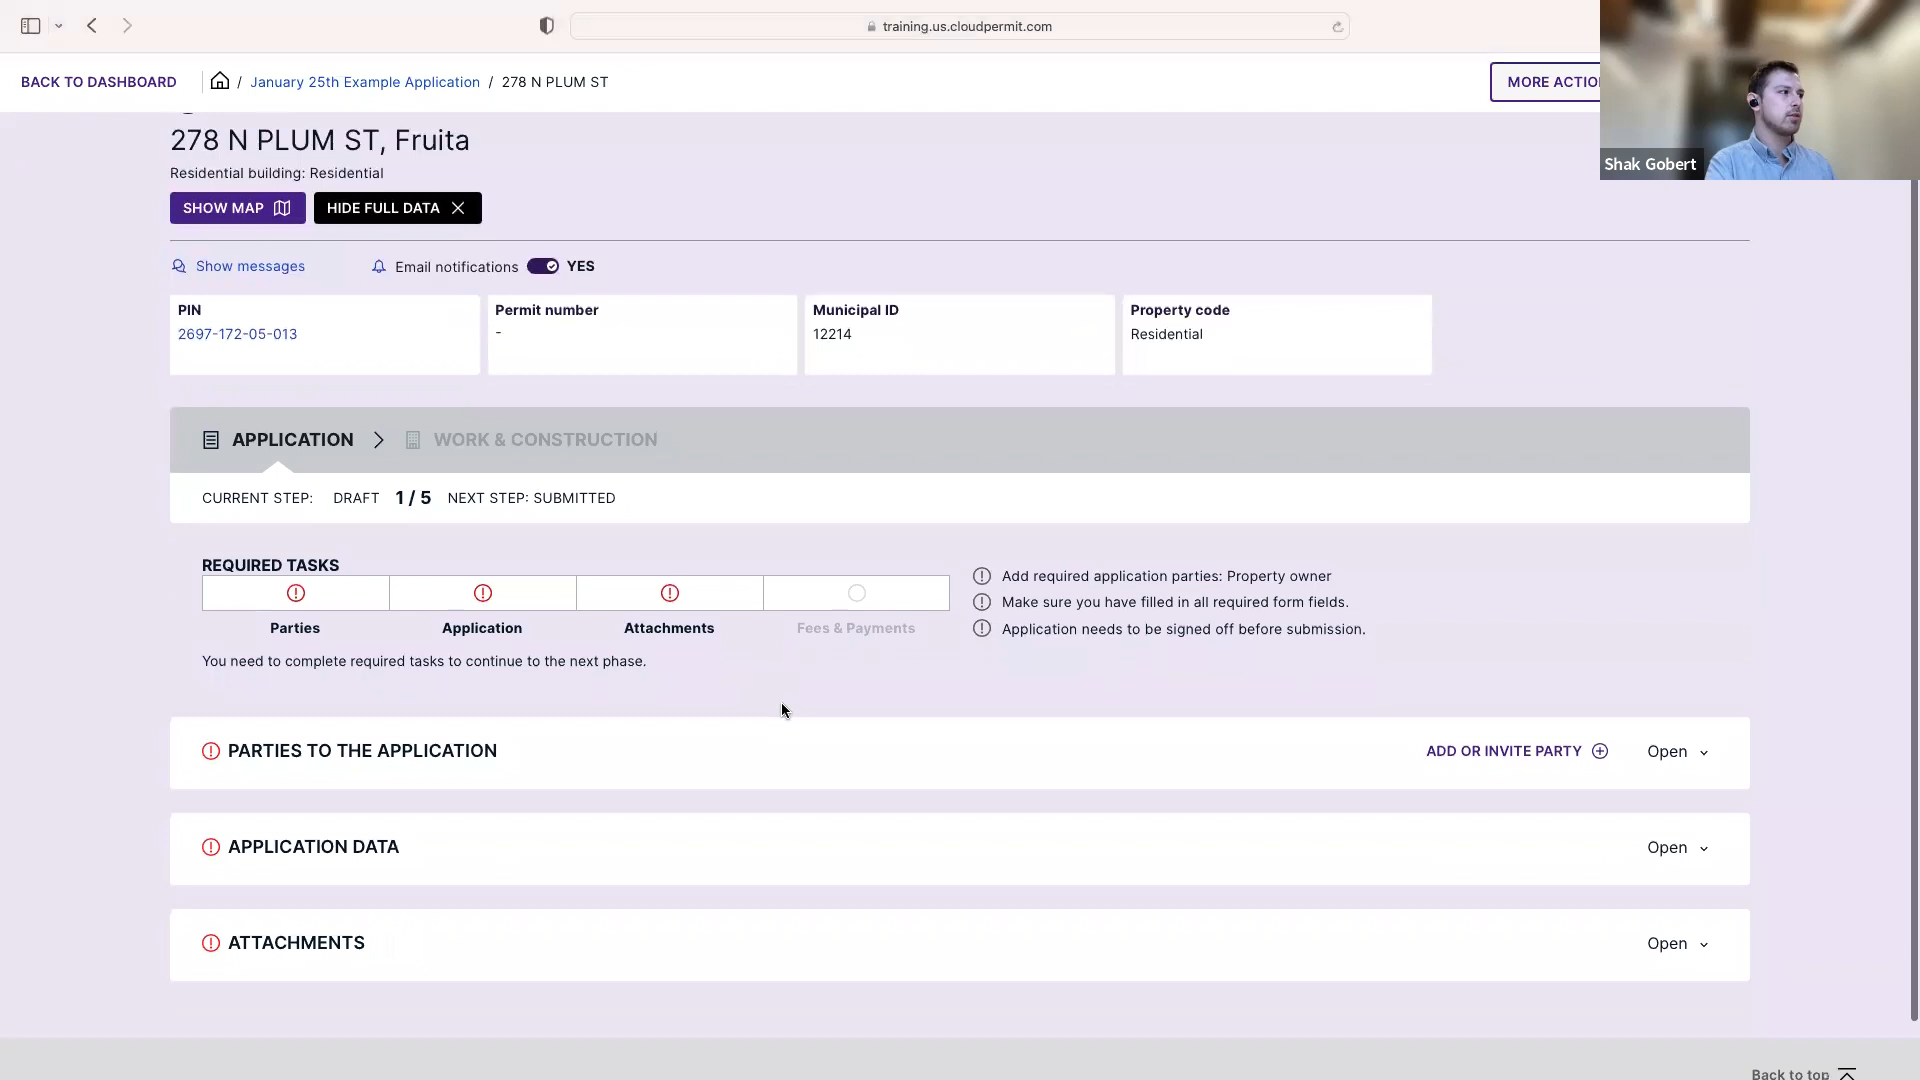 training.us.cloudpermit.com
BACK TO DASHBOARD / January 25th Example Application / 278 N PLUM ST
MORE ACTIO
Shak Gobert
278 N PLUM ST, Fruita
Residential building: Residential
SHOW MAP HIDE FULL DATA
Show messages Email notifications YES
PIN Permit number Municipal ID Property code
2697-172-05-013 - 12214 Residential
APPLICATION WORK & CONSTRUCTION
CURRENT STEP: DRAFT 1 / 5 NEXT STEP: SUBMITTED
REQUIRED TASKS
Parties Application Attachments Fees & Payments
You need to complete required tasks to continue to the next phase.
Add required application parties: Property owner
Make sure you have filled in all required form fields.
Application needs to be signed off before submission.
PARTIES TO THE APPLICATION ADD OR INVITE PARTY Open
APPLICATION DATA Open
ATTACHMENTS Open
Back to top